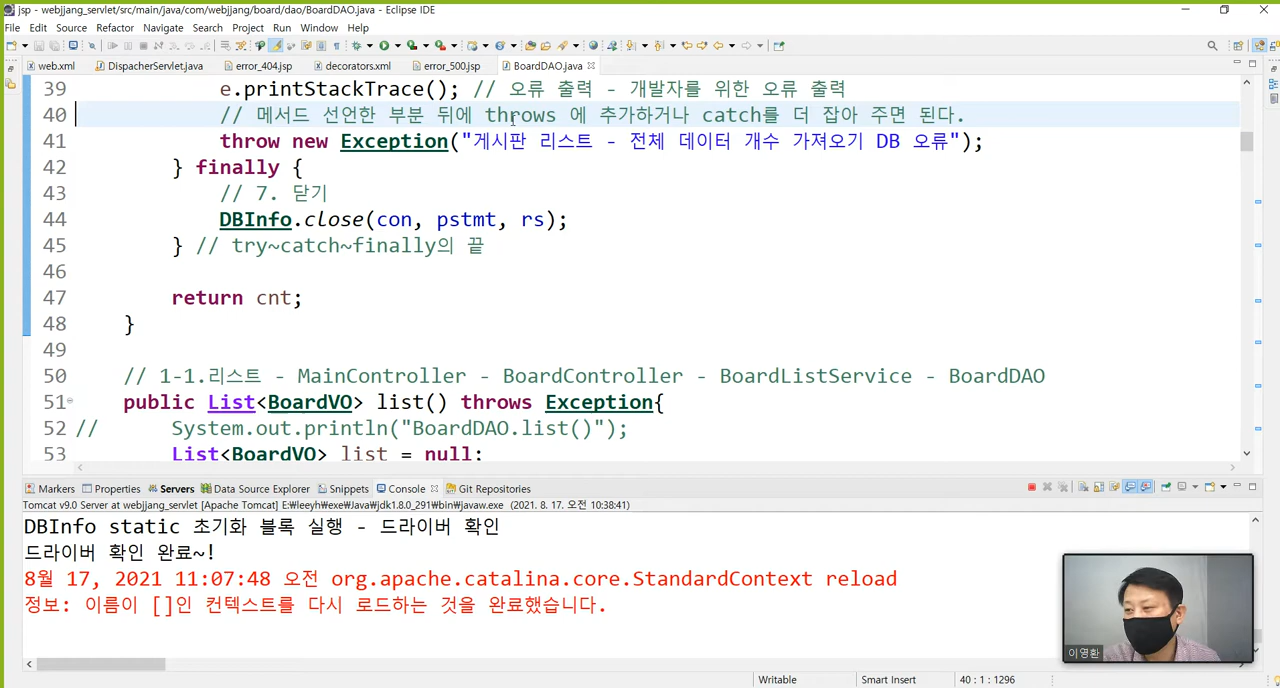 jsp - webjjang_servlet/src/main/java/com/webjjang/board/dao/BoardDAO.java - Eclipse IDE
File Edit Source Refactor Navigate Search Project Run Window Help
web.xml DispacherServlet.java error_404.jsp decorators.xml error_500.jsp BoardDAO.java
39 e.printStackTrace(); // 오류 출력 - 개발자를 위한 오류 출력
40 // 메서드 선언한 부분 뒤에 throws 에 추가하거나 catch를 더 잡아 주면 된다.
41 throw new Exception("게시판 리스트 - 전체 데이터 개수 가져오기 DB 오류");
42 } finally {
43 // 7. 닫기
44 DBInfo.close(con, pstmt, rs);
45 } // try~catch~finally의 끝
46
47 return cnt;
48 }
49
50 // 1-1.리스트 - MainController - BoardController - BoardListService - BoardDAO
51 public List<BoardVO> list() throws Exception{
52 // System.out.println("BoardDAO.list()");
53 List<BoardVO> list = null;
Markers Properties Servers Data Source Explorer Snippets Console Git Repositories
Tomcat v9.0 Server at webjjang_servlet [Apache Tomcat] E:₩leeyh₩exe₩Java₩jdk1.8.0_291₩bin₩javaw.exe (2021. 8. 17. 오전 10:38:41)
DBInfo static 초기화 블록 실행 - 드라이버 확인
드라이버 확인 완료~!
8월 17, 2021 11:07:48 오전 org.apache.catalina.core.StandardContext reload
정보: 이름이 []인 컨텍스트를 다시 로드하는 것을 완료했습니다.
이영환
Writable Smart Insert 40 : 1 : 1296